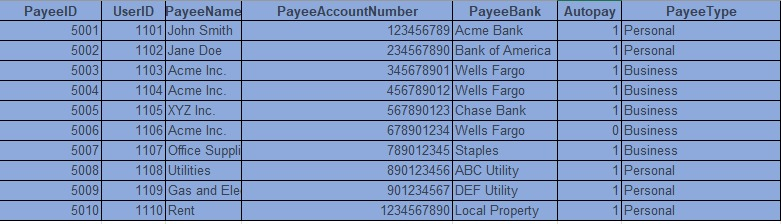 PayeeID UserID PayeeName PayeeAccountNumber PayeeBank Autopay PayeeType
5001 1101 John Smith 123456789 Acme Bank 1 Personal
5002 1102 Jane Doe 234567890 Bank of America 1 Personal
5003 1103 Acme Inc. 345678901 Wells Fargo 1 Business
5004 1104 Acme Inc. 456789012 Wells Fargo 1 Business
5005 1105 XYZ Inc. 567890123 Chase Bank 1 Business
5006 1106 Acme Inc. 678901234 Wells Fargo 0 Business
5007 1107 Office Suppli 789012345 Staples 1 Business
5008 1108 Utilities 890123456 ABC Utility 1 Personal
5009 1109 Gas and Ele 901234567 DEF Utility 1 Personal
5010 1110 Rent 1234567890 Local Property 1 Personal